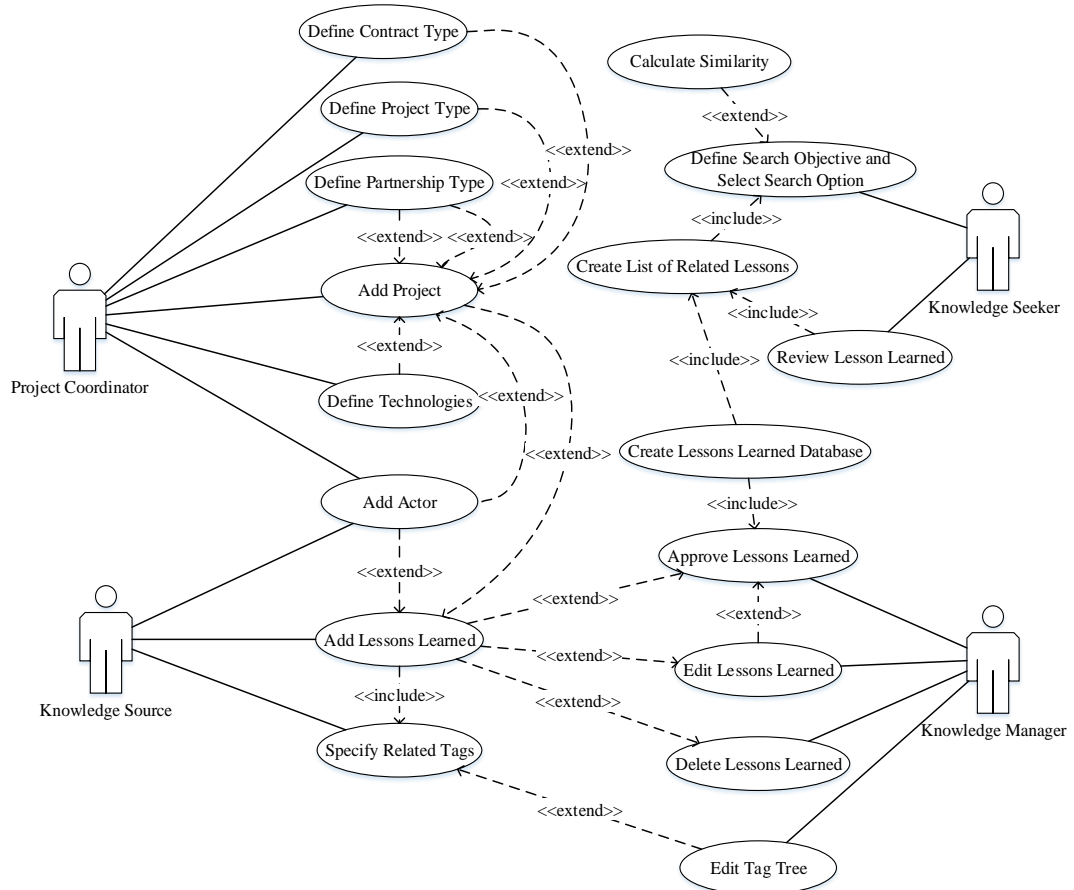 Define Contract Type
Calculate Similarity
Define Project Type
<<extend>>
<<extend>>
Define Search Objective and
Select Search Option
Define Partnership Type
<<extend>>
<<include>>
<<extend>>
<<extend>>
Create List of Related Lessons
Add Project
Knowledge Seeker
<<include>>
<<extend>>
<<include>>
Review Lesson Learned
Project Coordinator
Define Technologies
<<extend>>
<<extend>>
Create Lessons Learned Database
Add Actor
<<include>>
Approve Lessons Learned
<<extend>>
<<extend>>
<<extend>>
Add Lessons Learned
<<extend>>
Edit Lessons Learned
<<include>>
<<extend>>
Knowledge Source
Knowledge Manager
Specify Related Tags
Delete Lessons Learned
<<extend>>
Edit Tag Tree